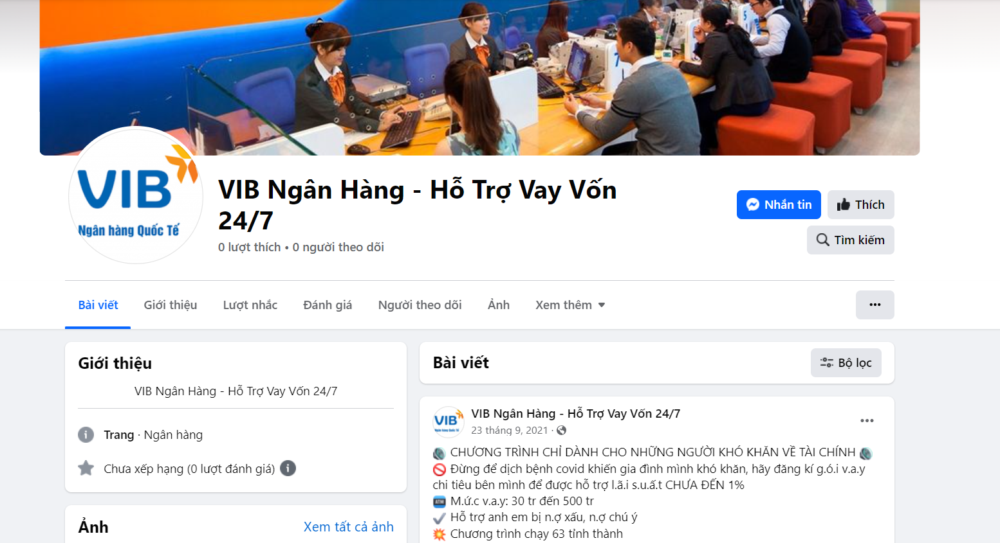 VIB
Ngân hàng Quốc Tế
VIB Ngân Hàng - Hỗ Trợ Vay Vốn
24/7
0 lượt thích • 0 người theo dõi
Nhắn tin
Thích
Tìm kiếm
Bài viết
Giới thiệu
Lượt nhắc
Đánh giá
Người theo dõi
Ảnh
Xem thêm
Giới thiệu
VIB Ngân Hàng - Hỗ Trợ Vay Vốn 24/7
Trang · Ngân hàng
Chưa xếp hạng (0 lượt đánh giá)
Ảnh
Xem tất cả ảnh
Bài viết
Bộ lọc
VIB
Ngân hàng Quốc Tế
VIB Ngân Hàng - Hỗ Trợ Vay Vốn 24/7
23 tháng 9, 2021 ·
CHƯƠNG TRÌNH CHỈ DÀNH CHO NHỮNG NGƯỜI KHÓ KHĂN VỀ TÀI CHÍNH
Đừng để dịch bệnh covid khiến gia đình mình khó khăn, hãy đăng kí g.ó.i v.a.y
chi tiêu bên mình để được hỗ trợ l.ã.i s.u.ấ.t CHƯA ĐẾN 1%
ATM M.ứ.c v.a.y: 30 tr đến 500 tr
Hỗ trợ anh em bị n.ợ xấu, n.ợ chú ý
Chương trình chạy 63 tỉnh thành